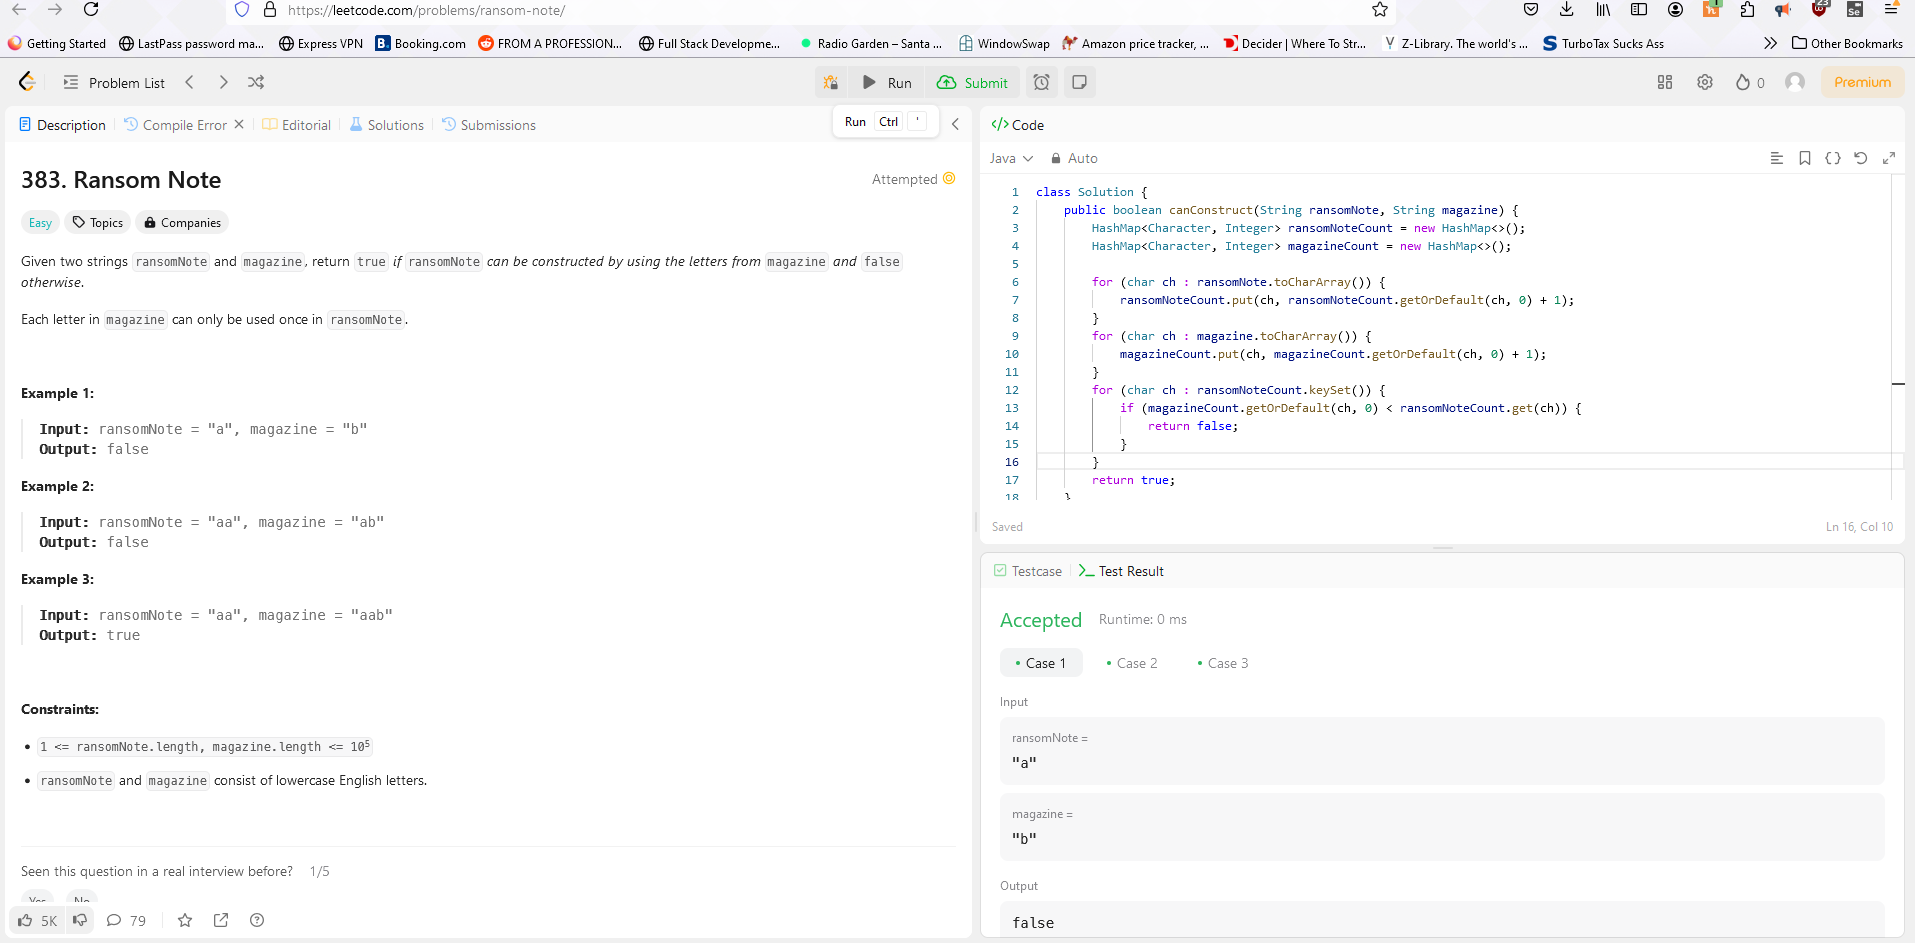 https://leetcode.com/problems/ransom-note/
Getting Started LastPass password ma... Express VPN Booking.com FROM A PROFESSION... Full Stack Developme... Radio Garden – Santa ... WindowSwap Amazon price tracker, ... Decider | Where To Str... Z-Library. The world's ... TurboTax Sucks Ass Other Bookmarks
Problem List Run Submit 0 Premium
Description Compile Error Editorial Solutions Submissions
Run Ctrl '
383. Ransom Note
Attempted
Easy Topics Companies
Given two strings ransomNote and magazine, return true if ransomNote can be constructed by using the letters from magazine and false
otherwise.
Each letter in magazine can only be used once in ransomNote.
Example 1:
Input: ransomNote = "a", magazine = "b"
Output: false
Example 2:
Input: ransomNote = "aa", magazine = "ab"
Output: false
Example 3:
Input: ransomNote = "aa", magazine = "aab"
Output: true
Constraints:
• 1 <= ransomNote.length, magazine.length <= 10⁵
• ransomNote and magazine consist of lowercase English letters.
Seen this question in a real interview before? 1/5
Yes No
5K 79
</> Code
Java Auto
1 class Solution {
2 public boolean canConstruct(String ransomNote, String magazine) {
3 HashMap<Character, Integer> ransomNoteCount = new HashMap<>();
4 HashMap<Character, Integer> magazineCount = new HashMap<>();
5
6 for (char ch : ransomNote.toCharArray()) {
7 ransomNoteCount.put(ch, ransomNoteCount.getOrDefault(ch, 0) + 1);
8 }
9 for (char ch : magazine.toCharArray()) {
10 magazineCount.put(ch, magazineCount.getOrDefault(ch, 0) + 1);
11 }
12 for (char ch : ransomNoteCount.keySet()) {
13 if (magazineCount.getOrDefault(ch, 0) < ransomNoteCount.get(ch)) {
14 return false;
15 }
16 }
17 return true;
18 }
Saved Ln 16, Col 10
Testcase Test Result
Accepted Runtime: 0 ms
• Case 1 • Case 2 • Case 3
Input
ransomNote =
"a"
magazine =
"b"
Output
false